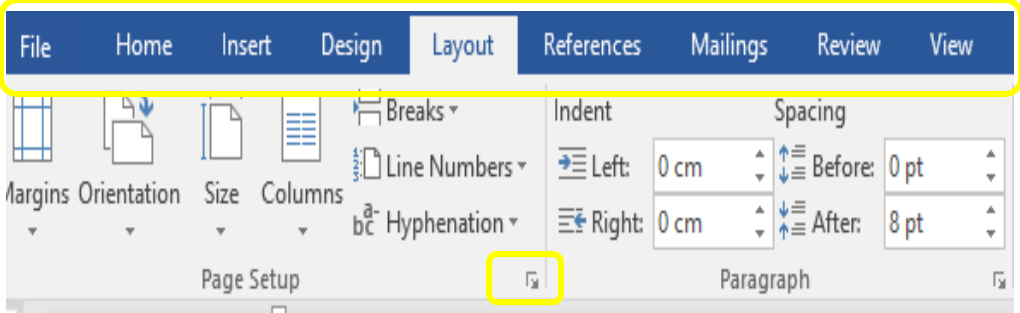 File Home Insert Design Layout References Mailings Review View
Breaks Indent Spacing
Line Numbers Left: 0 cm Before: 0 pt
Margins Orientation Size Columns
Hyphenation Right: 0 cm After: 8 pt
Page Setup Paragraph